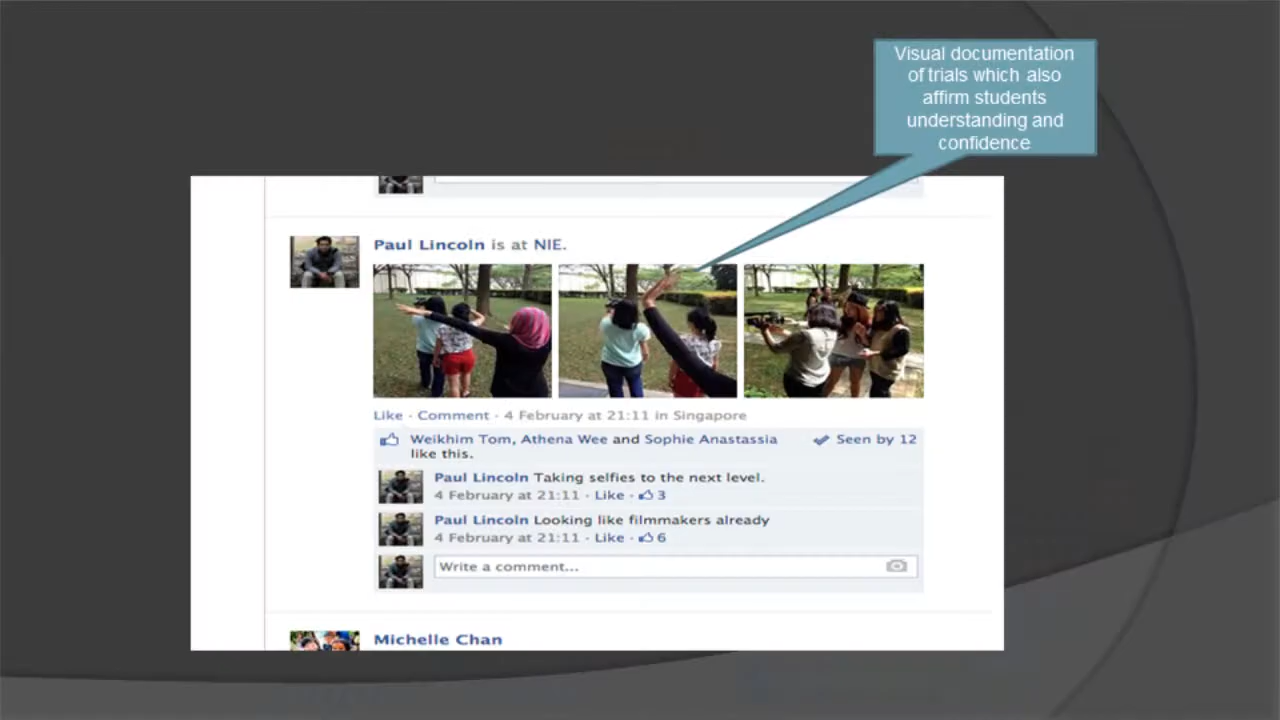 Visual documentation
of trials which also
affirm students
understanding and
confidence
Paul Lincoln is at NIE.
Like · Comment · 4 February at 21:11 in Singapore
Weikhim Tom, Athena Wee and Sophie Anastassia
like this.
Seen by 12
Paul Lincoln Taking selfies to the next level.
4 February at 21:11 · Like · 3
Paul Lincoln Looking like filmmakers already
4 February at 21:11 · Like · 6
Write a comment...
Michelle Chan